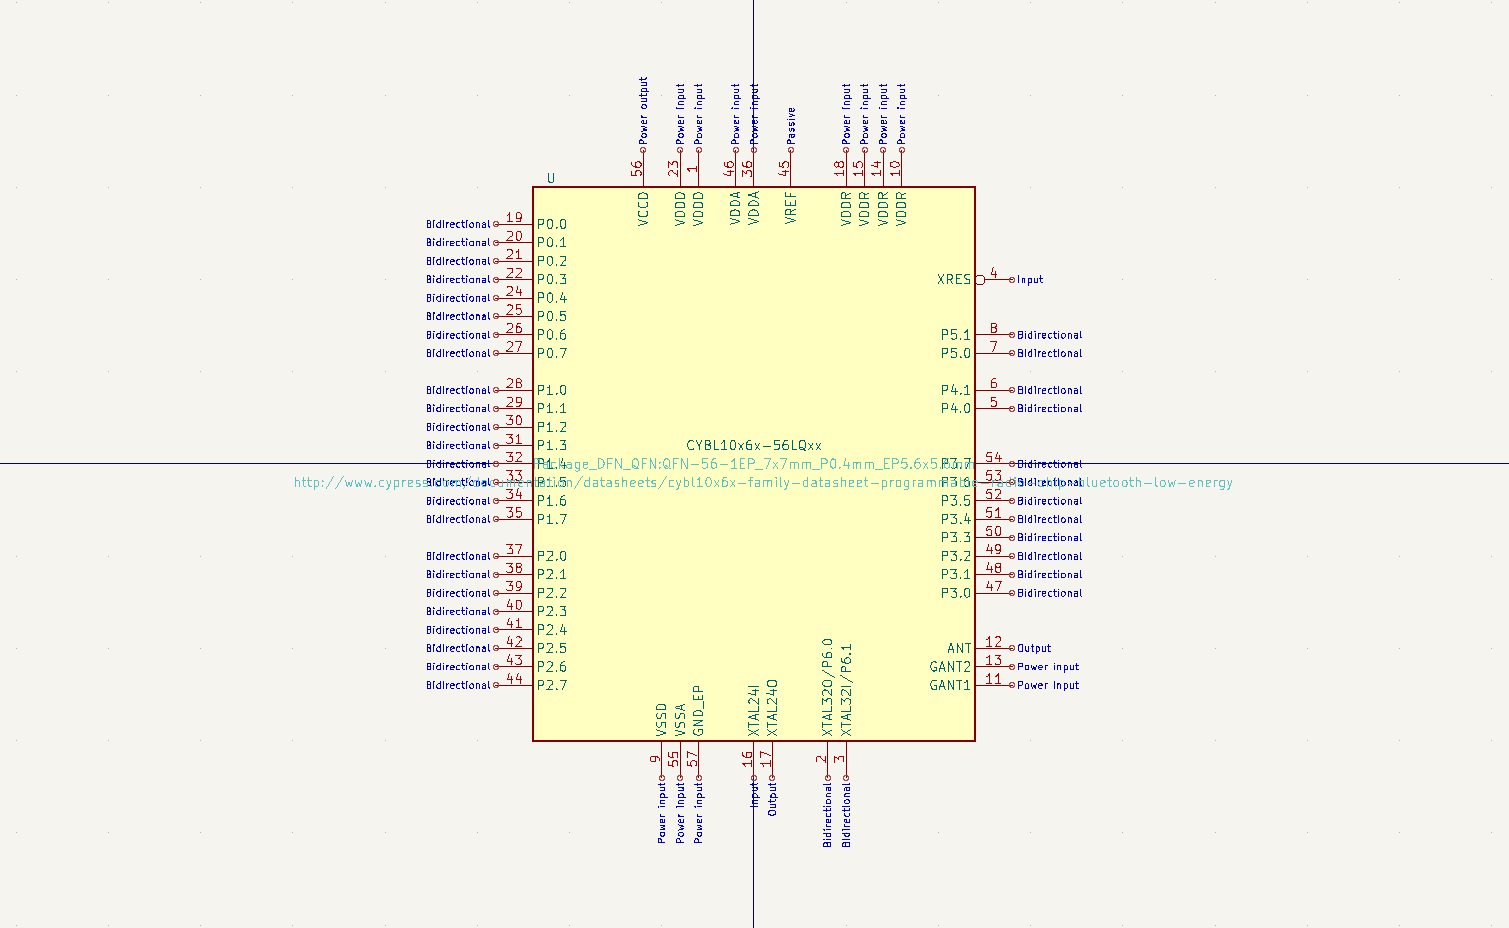 Power output
Power input
Power input
Power input
Power input
Passive
Power input
Power input
Power input
Power input
56
23
1
46
36
45
18
15
14
10
U
VCCD
VDDD
VDDD
VDDA
VDDA
VREF
VDDR
VDDR
VDDR
VDDR
Bidirectional 19 P0.0
Bidirectional 20 P0.1
Bidirectional 21 P0.2
Bidirectional 22 P0.3
XRES 4 Input
Bidirectional 24 P0.4
Bidirectional 25 P0.5
Bidirectional 26 P0.6
P5.1 8 Bidirectional
Bidirectional 27 P0.7
P5.0 7 Bidirectional
Bidirectional 28 P1.0
P4.1 6 Bidirectional
Bidirectional 29 P1.1
P4.0 5 Bidirectional
Bidirectional 30 P1.2
Bidirectional 31 P1.3
CYBL10x6x-56LQxx
Bidirectional 32 P1.4
Package_DFN_QFN:QFN-56-1EP_7x7mm_P0.4mm_EP5.6x5.6mm
P3.7 54 Bidirectional
Bidirectional 33 P1.5
http://www.cypress.com/documentation/datasheets/cybl10x6x-family-datasheet-programmable-radio-chip-bluetooth-low-energy
P3.6 53 Bidirectional
Bidirectional 34 P1.6
P3.5 52 Bidirectional
Bidirectional 35 P1.7
P3.4 51 Bidirectional
P3.3 50 Bidirectional
Bidirectional 37 P2.0
P3.2 49 Bidirectional
Bidirectional 38 P2.1
P3.1 48 Bidirectional
Bidirectional 39 P2.2
P3.0 47 Bidirectional
Bidirectional 40 P2.3
Bidirectional 41 P2.4
Bidirectional 42 P2.5
ANT 12 Output
Bidirectional 43 P2.6
GANT2 13 Power input
Bidirectional 44 P2.7
GANT1 11 Power input
VSSD
VSSA
GND_EP
XTAL24I
XTAL24O
XTAL32O/P6.0
XTAL32I/P6.1
9
55
57
16
17
2
3
Power input
Power input
Power input
Input
Output
Bidirectional
Bidirectional